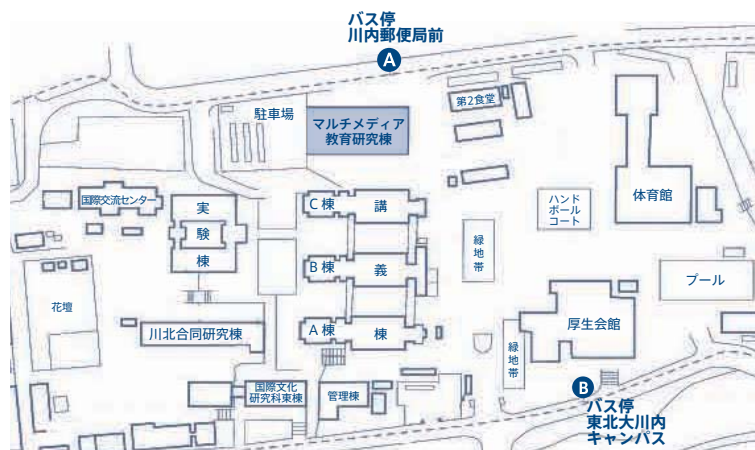 バス停
川内郵便局前
A
第2食堂
駐車場
マルチメディア
教育研究棟
体育館
国際交流センター
実
験
棟
C棟
講
ハンド
ボール
コート
緑
地
帯
B棟
義
プール
花壇
川北合同研究棟
A棟
棟
厚生会館
緑
地
帯
国際文化
研究科東棟
管理棟
B
バス停
東北大川内
キャンパス